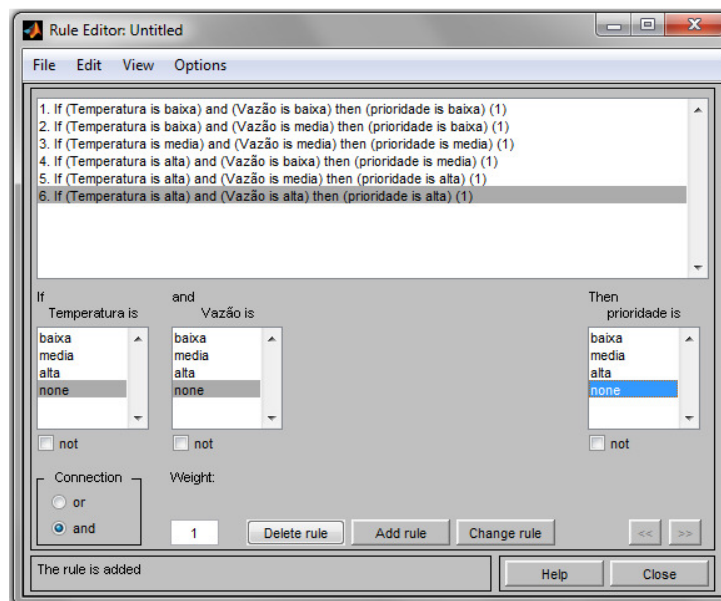 Rule Editor: Untitled
File Edit View Options
1. If (Temperatura is baixa) and (Vazão is baixa) then (prioridade is baixa) (1)
2. If (Temperatura is baixa) and (Vazão is media) then (prioridade is baixa) (1)
3. If (Temperatura is media) and (Vazão is media) then (prioridade is media) (1)
4. If (Temperatura is alta) and (Vazão is baixa) then (prioridade is media) (1)
5. If (Temperatura is alta) and (Vazão is media) then (prioridade is alta) (1)
6. If (Temperatura is alta) and (Vazão is alta) then (prioridade is alta) (1)
If and Then
Temperatura is Vazão is prioridade is
baixa baixa baixa
media media media
alta alta alta
none none none
not not not
Connection Weight:
or
and 1 Delete rule Add rule Change rule << >>
The rule is added Help Close